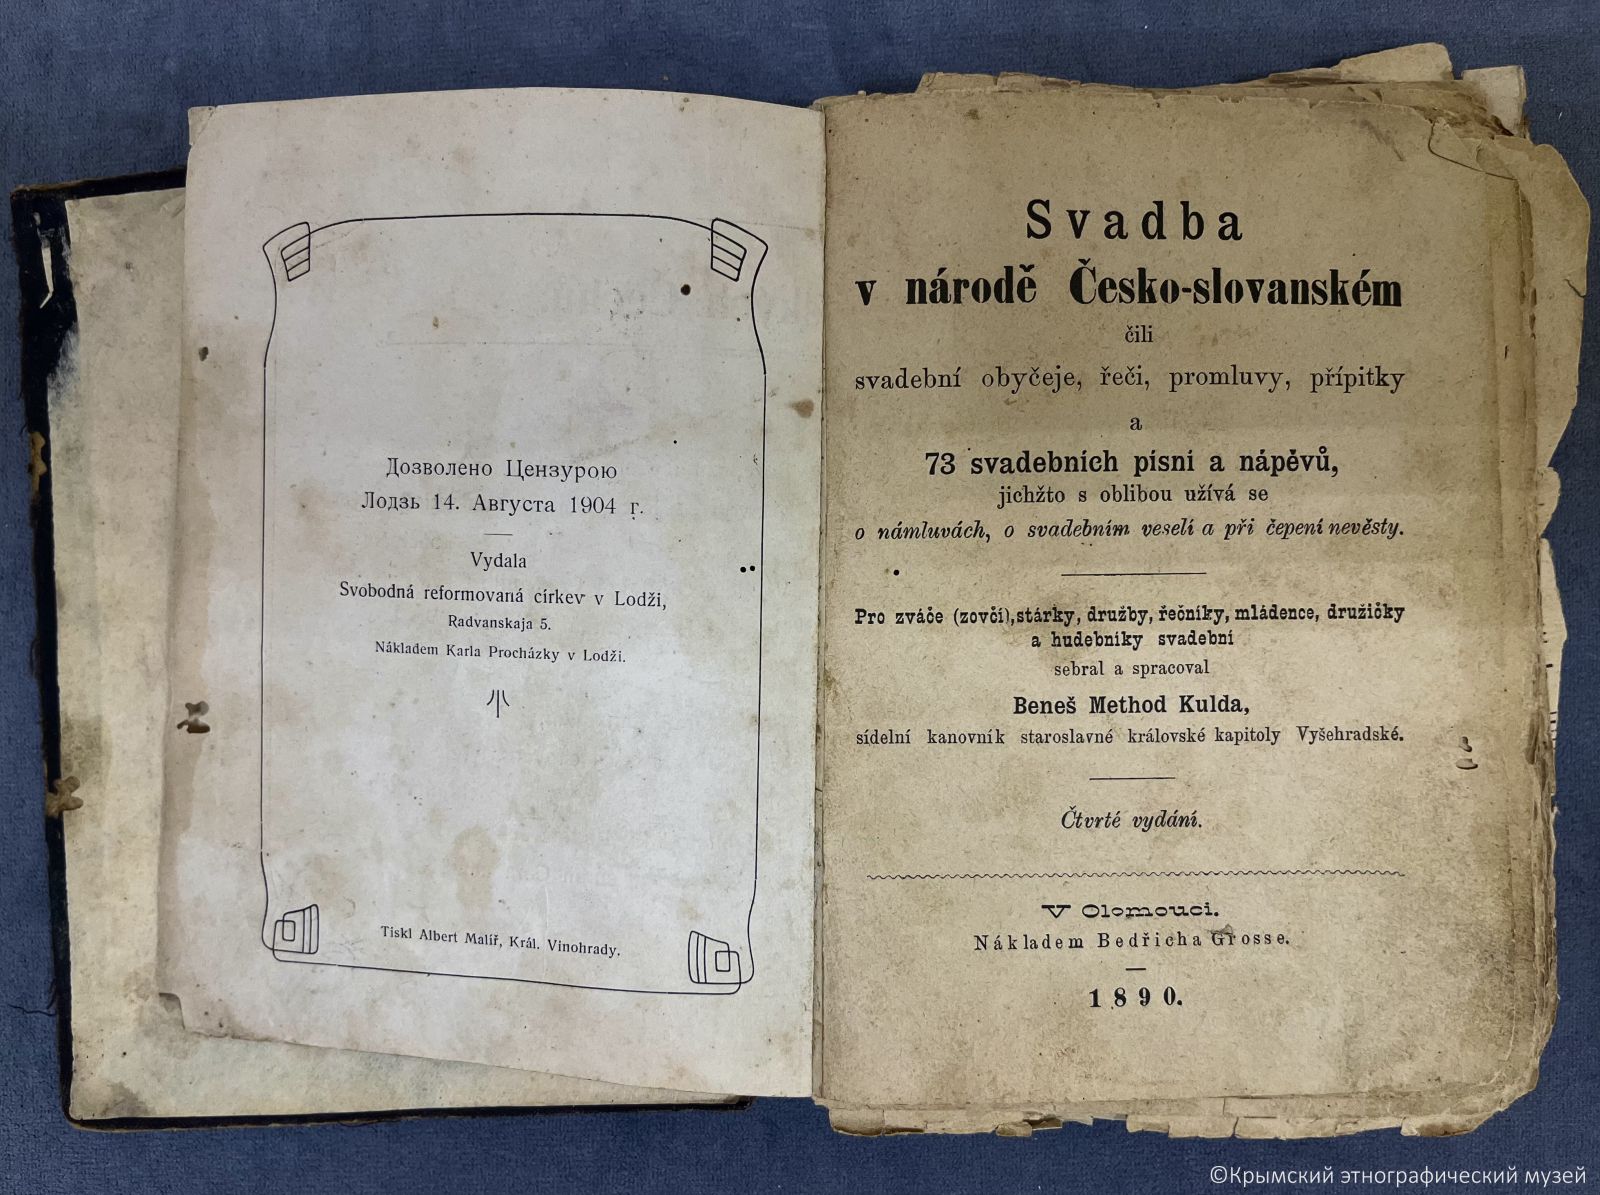 Дозволено Цензурою
Лодзь 14. Августа 1904 г.
Vydala
Svobodná reformovaná církev v Lodži,
Radvanskaja 5.
Nákladem Karla Procházky v Lodži.
Tiskl Albert Malíř, Král. Vinohrady.
Svadba
v národě Česko-slovanském
čili
svadební obyčeje, řeči, promluvy, přípitky
a
73 svadebních písní a nápěvů,
jichžto s oblibou užívá se
o námluvách, o svadebním veselí a při čepení nevěsty.
Pro zváče (zovčí), stárky, družby, řečníky, mládence, družičky
a hudebníky svadební
sebral a spracoval
Beneš Method Kulda,
sídelní kanovník staroslavné královské kapitoly Vyšehradské.
Čtvrté vydání.
V Olomouci.
Nákladem Bedřicha Grosse.
1890.
©Крымский этнографический музей